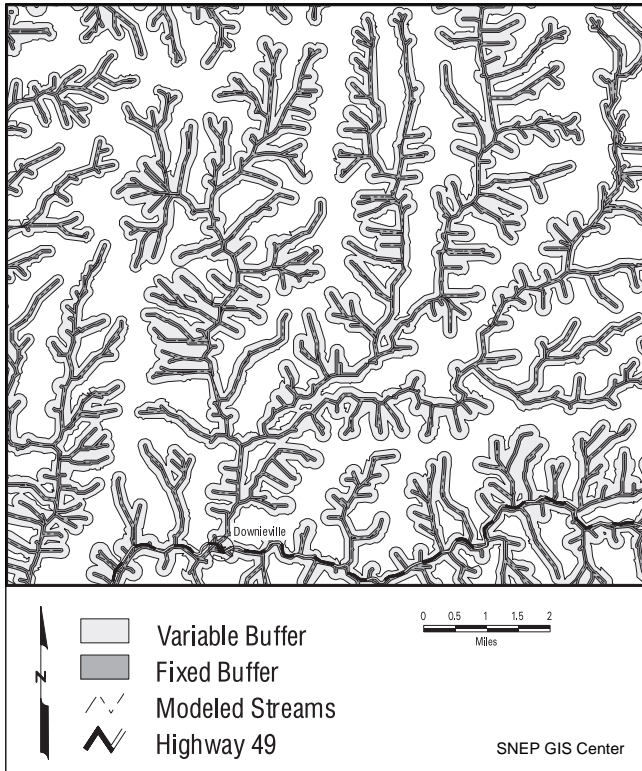 Downieville
N
Variable Buffer
Fixed Buffer
Modeled Streams
Highway 49
0 0.5 1 1.5 2
Miles
SNEP GIS Center